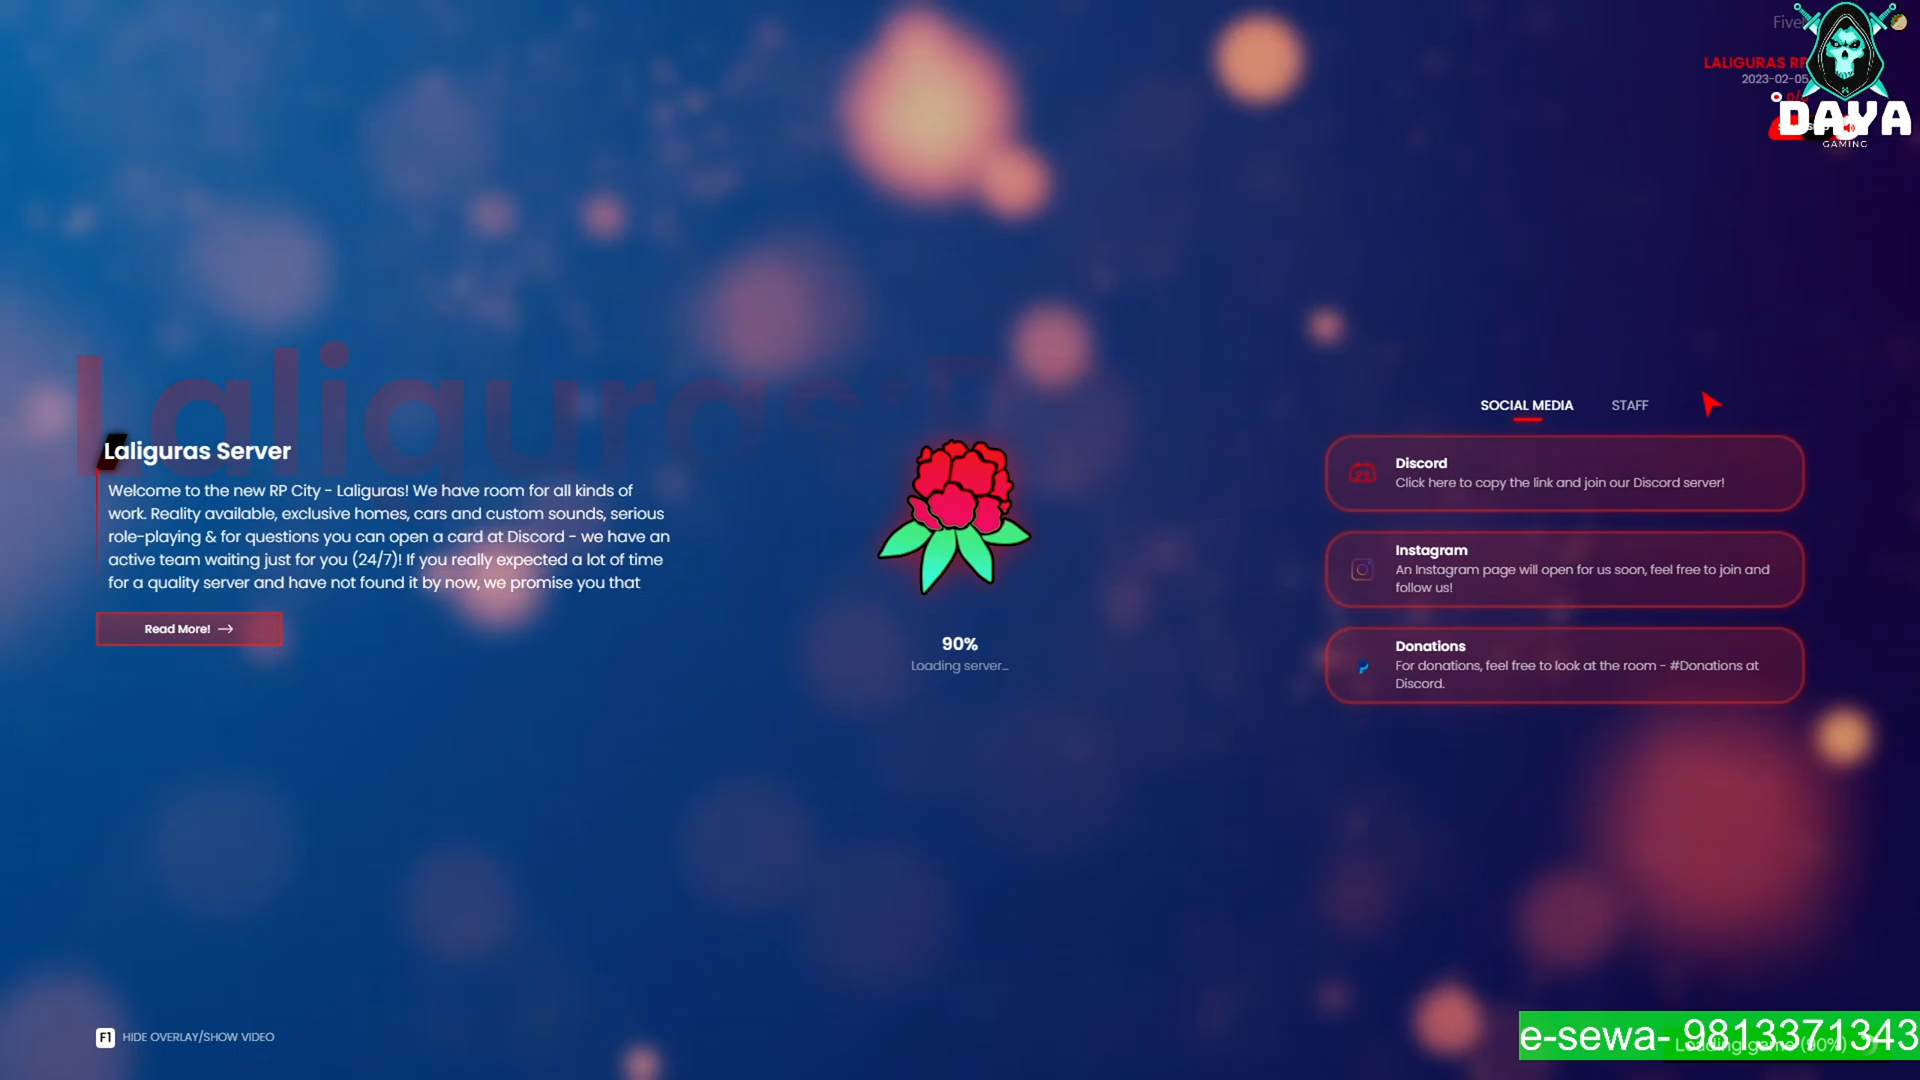 LALIGURAS RP
2023-02-05
DAYA
GAMING
Laliguras
Laliguras Server
Welcome to the new RP City - Laliguras! We have room for all kinds of
work. Reality available, exclusive homes, cars and custom sounds, serious
role-playing & for questions you can open a card at Discord - we have an
active team waiting just for you (24/7)! If you really expected a lot of time
for a quality server and have not found it by now, we promise you that
Read More! →
90%
Loading server...
SOCIAL MEDIA STAFF
Discord
Click here to copy the link and join our Discord server!
Instagram
An Instagram page will open for us soon, feel free to join and
follow us!
Donations
For donations, feel free to look at the room - #Donations at
Discord.
F1 HIDE OVERLAY/SHOW VIDEO
e-sewa- 9813371343
Loading game (90%)